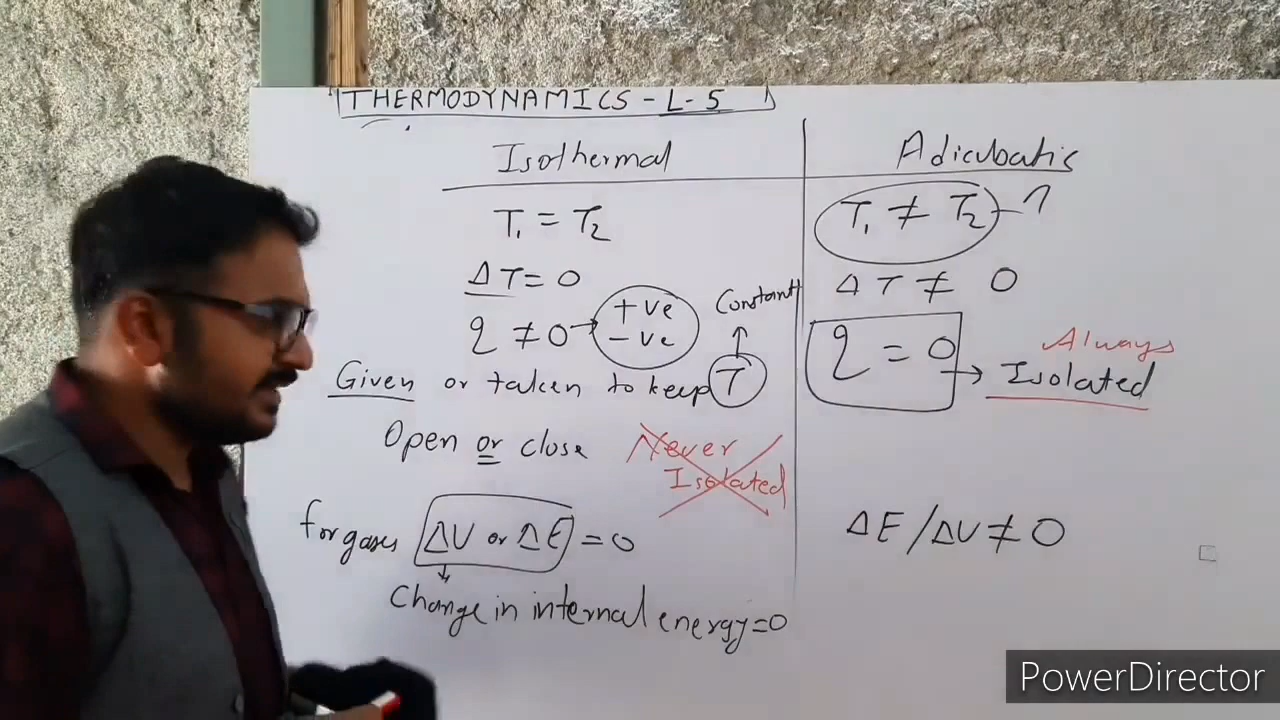 THERMODYNAMICS - L-5
Isothermal
T₁ = T₂
ΔT = 0
q ≠ 0 → +ve
- ve
Constant
↑
Given or taken to keep T
Open or close
Never
Isolated
for gases ΔU or ΔE = 0
↓
Change in internal energy = 0
Adicubatic
T₁ ≠ T₂
ΔT ≠ 0
q = 0 → Isolated
Always
ΔE / ΔU ≠ 0
PowerDirector